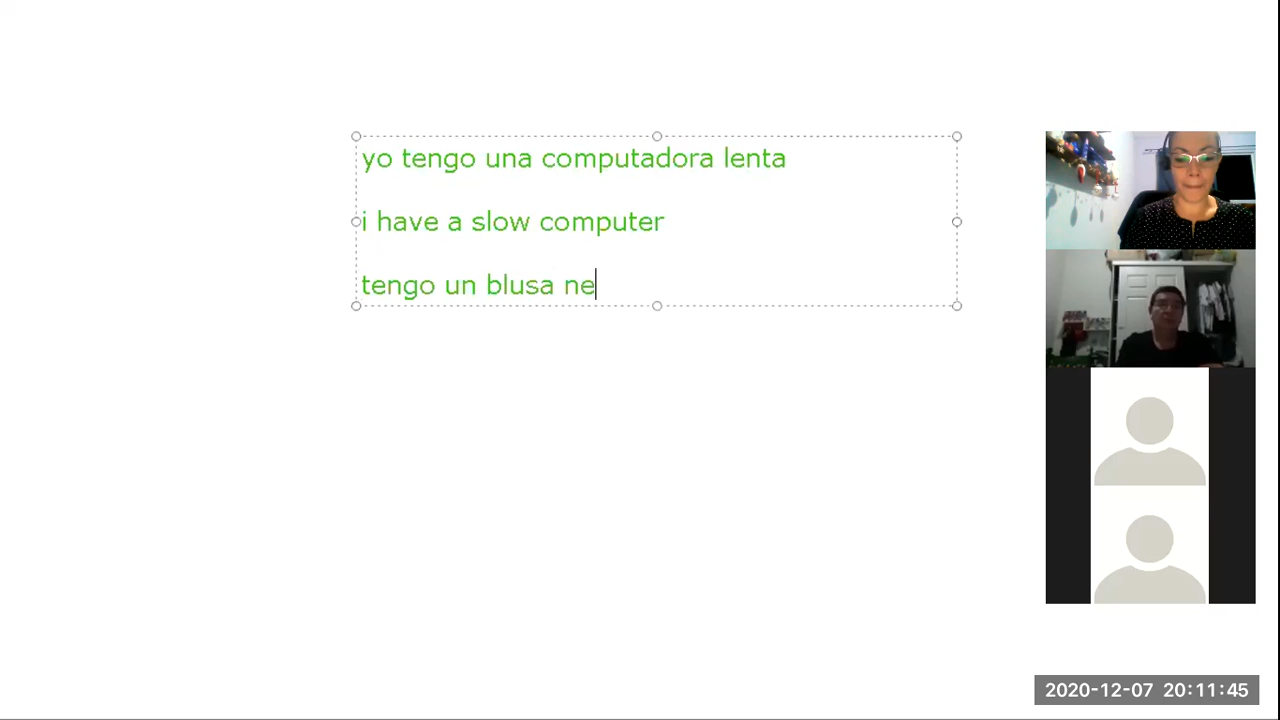 yo tengo una computadora lenta
i have a slow computer
tengo un blusa ne
2020-12-07 20:11:45